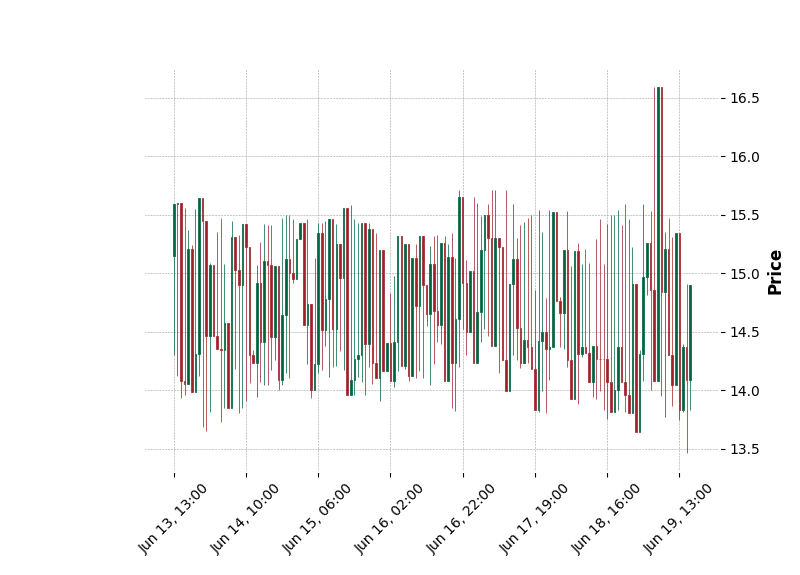 16.5
16.0
15.5
15.0
14.5
14.0
13.5
Price
Jun 13, 13:00
Jun 14, 10:00
Jun 15, 06:00
Jun 16, 02:00
Jun 16, 22:00
Jun 17, 19:00
Jun 18, 16:00
Jun 19, 13:00